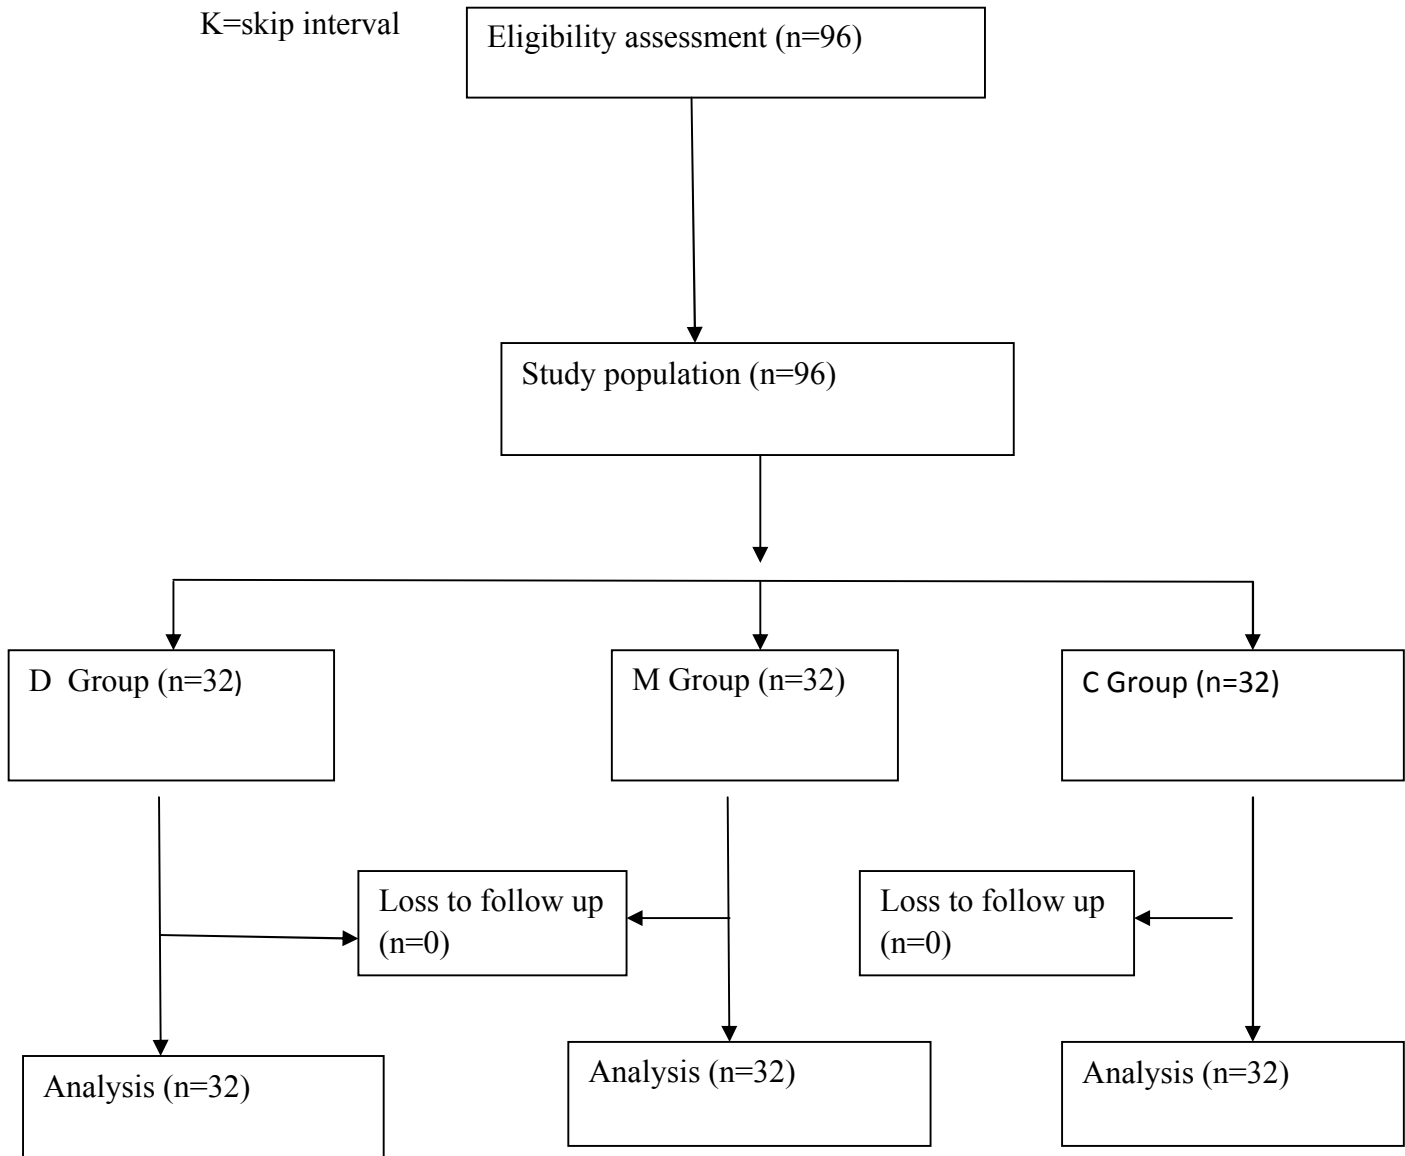 K=skip interval
Eligibility assessment (n=96)
Study population (n=96)
D  Group (n=32)
M Group (n=32)
C Group (n=32)
Loss to follow up
(n=0)
Loss to follow up
(n=0)
Analysis (n=32)
Analysis (n=32)
Analysis (n=32)